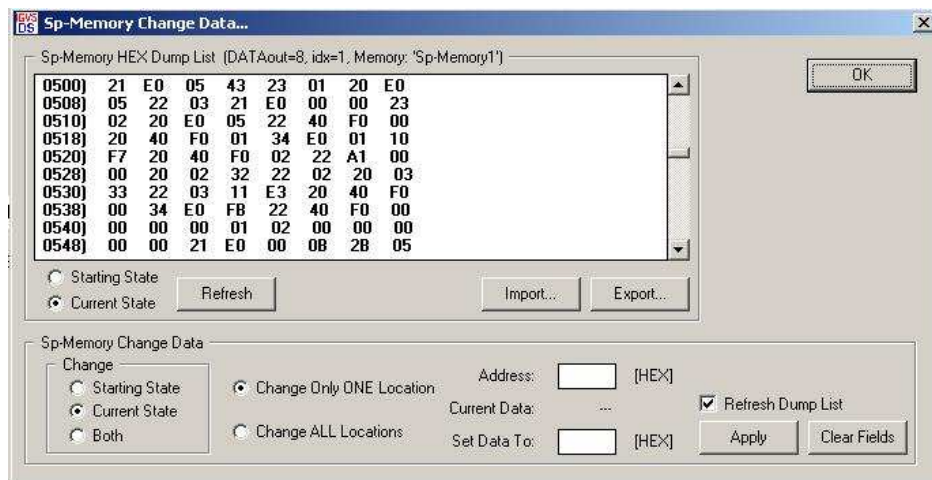 Sp-Memory Change Data...
Sp-Memory HEX Dump List (DATAout=8, idx=1, Memory: 'Sp-Memory1')
0500) 21 E0 05 43 23 01 20 E0
0508) 05 22 03 21 E0 00 00 23
0510) 02 20 E0 05 22 40 F0 00
0518) 20 40 F0 01 34 E0 01 10
0520) F7 20 40 F0 02 22 A1 00
0528) 00 20 02 32 22 02 20 03
0530) 33 22 03 11 E3 20 40 F0
0538) 00 34 E0 FB 22 40 F0 00
0540) 00 00 00 01 02 00 00 00
0548) 00 00 21 E0 00 0B 2B 05
OK
Starting State
Current State
Refresh
Import...
Export...
Sp-Memory Change Data
Change
Starting State
Current State
Both
Change Only ONE Location
Change ALL Locations
Address: [HEX]
Current Data: ---
Set Data To: [HEX]
Refresh Dump List
Apply
Clear Fields